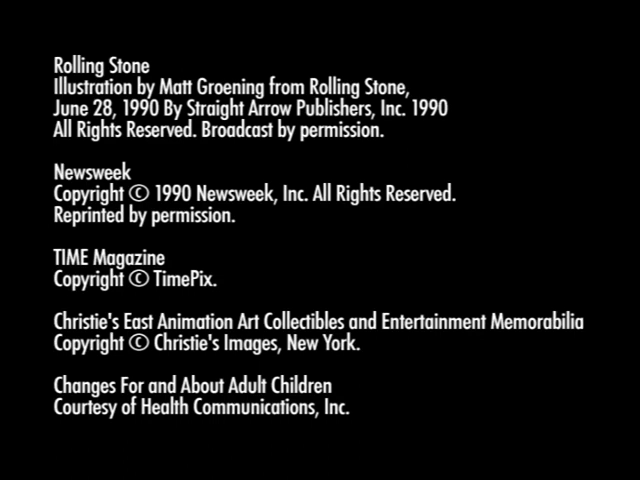 Rolling Stone
Illustration by Matt Groening from Rolling Stone,
June 28, 1990 By Straight Arrow Publishers, Inc. 1990
All Rights Reserved. Broadcast by permission.
Newsweek
Copyright © 1990 Newsweek, Inc. All Rights Reserved.
Reprinted by permission.
TIME Magazine
Copyright © TimePix.
Christie's East Animation Art Collectibles and Entertainment Memorabilia
Copyright © Christie's Images, New York.
Changes For and About Adult Children
Courtesy of Health Communications, Inc.